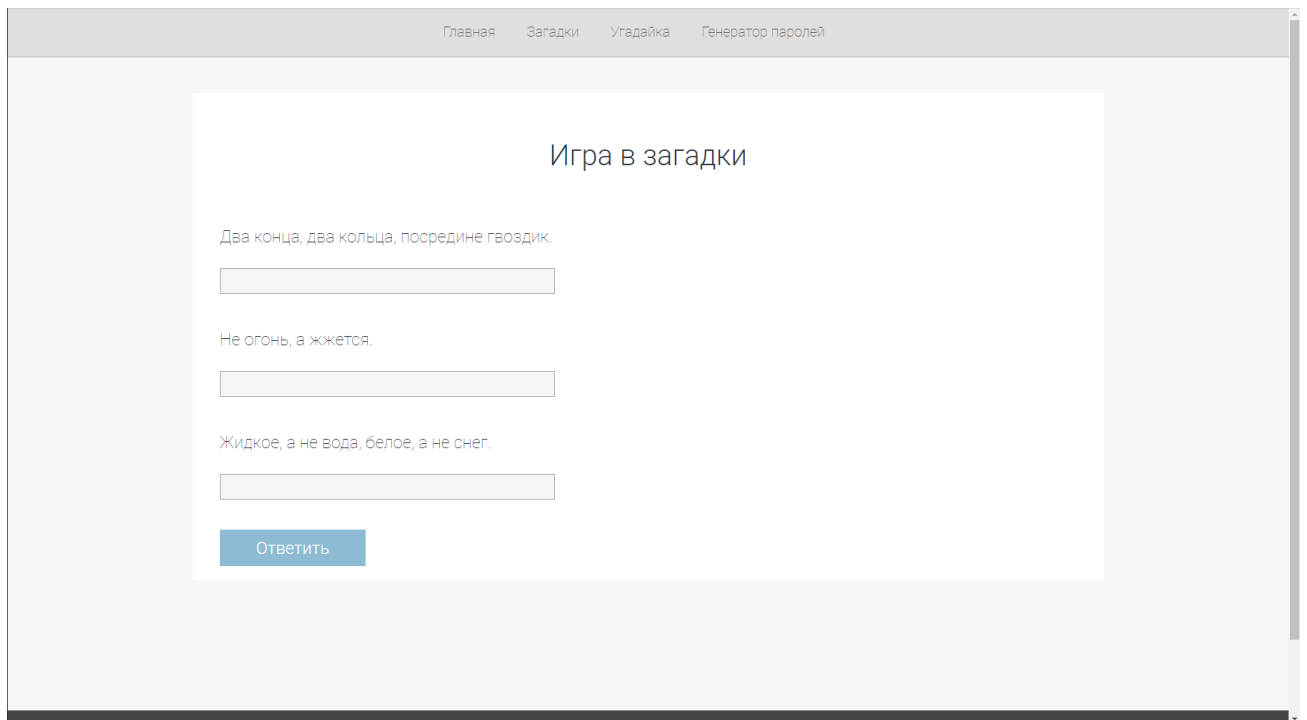 Главная Загадки Угадайка Генератор паролей
Игра в загадки
Два конца, два кольца, посредине гвоздик.
Не огонь, а жжется.
Жидкое, а не вода, белое, а не снег.
Ответить